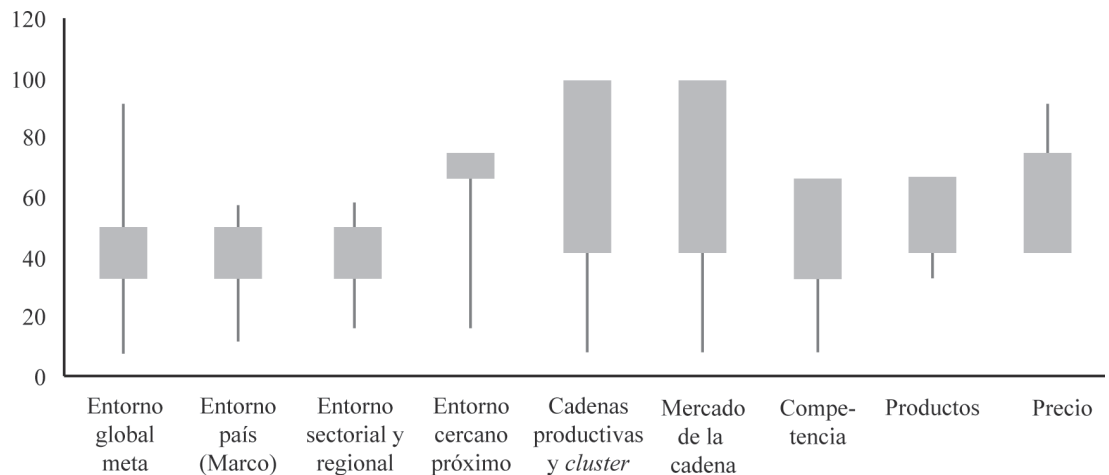 120
100
80
60
40
20
0
Entorno
global
meta
Entorno
país
(Marco)
Entorno
sectorial y
regional
Entorno
cercano
próximo
Cadenas
productivas
y cluster
Mercado
de la
cadena
Compe-
tencia
Productos
Precio